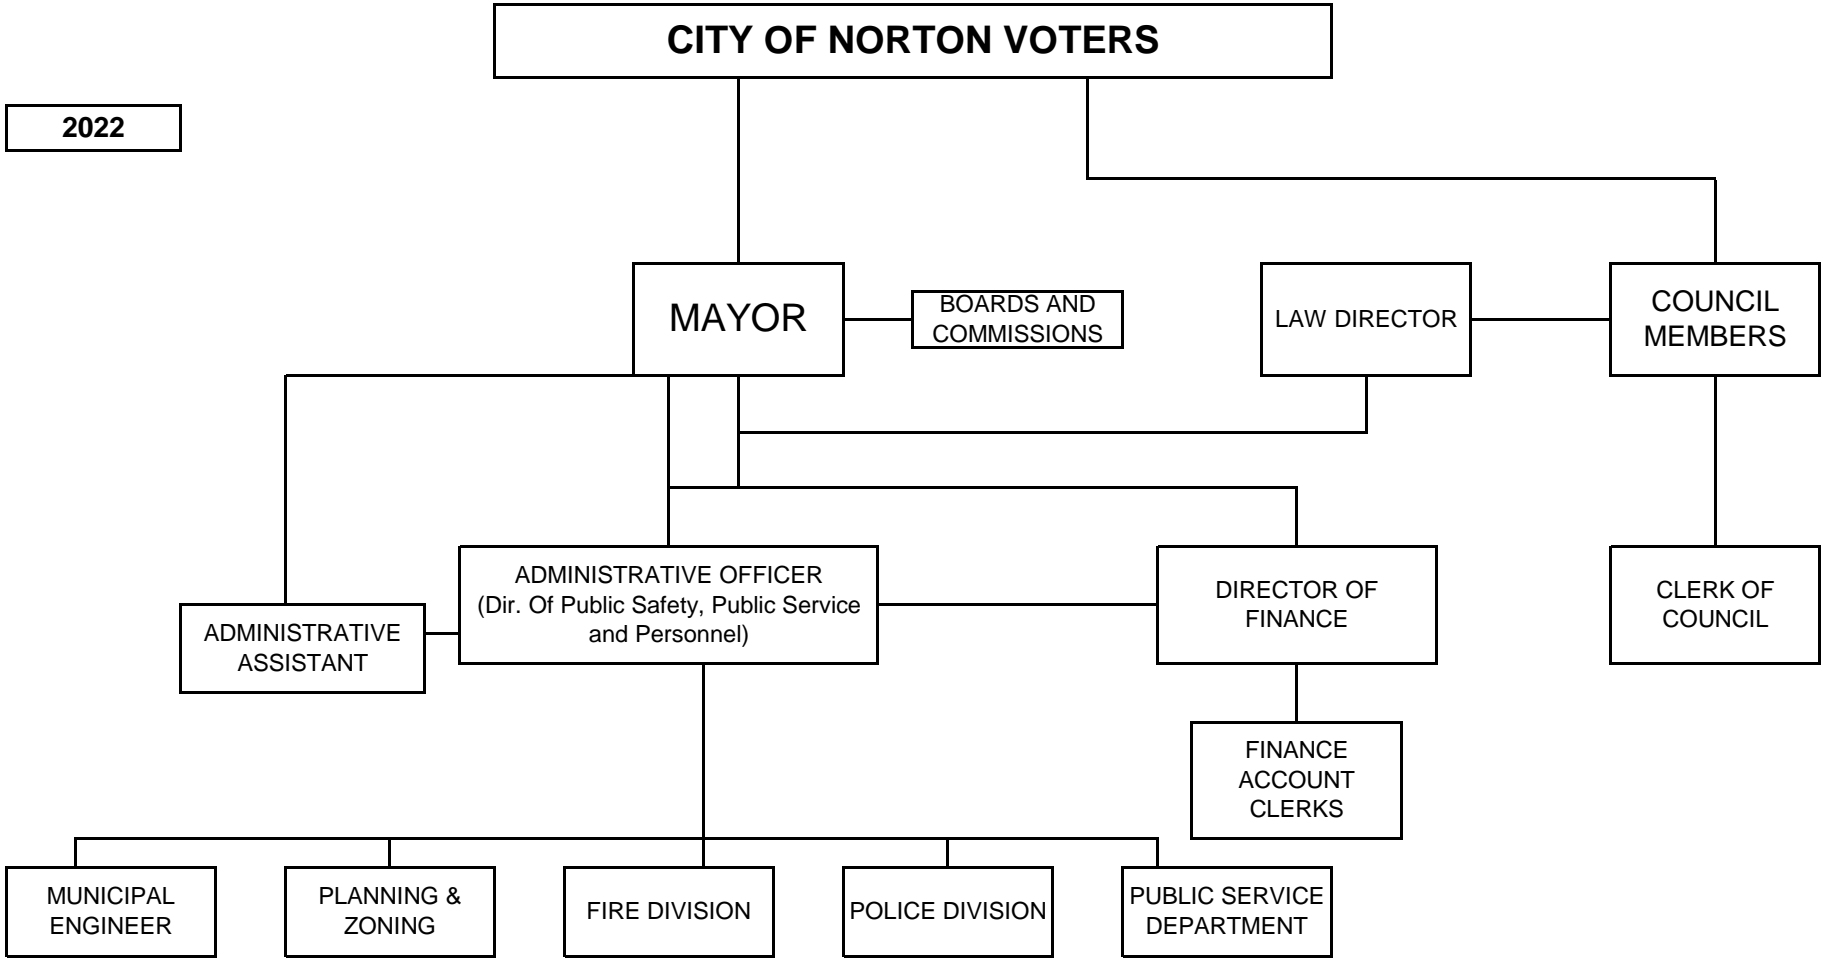 CITY OF NORTON VOTERS
2022
MAYOR
BOARDS AND
COMMISSIONS
LAW DIRECTOR
COUNCIL
MEMBERS
ADMINISTRATIVE OFFICER
(Dir. Of Public Safety, Public Service
and Personnel)
DIRECTOR OF
FINANCE
CLERK OF
COUNCIL
ADMINISTRATIVE
ASSISTANT
FINANCE
ACCOUNT
CLERKS
MUNICIPAL
ENGINEER
PLANNING &
ZONING
FIRE DIVISION
POLICE DIVISION
PUBLIC SERVICE
DEPARTMENT